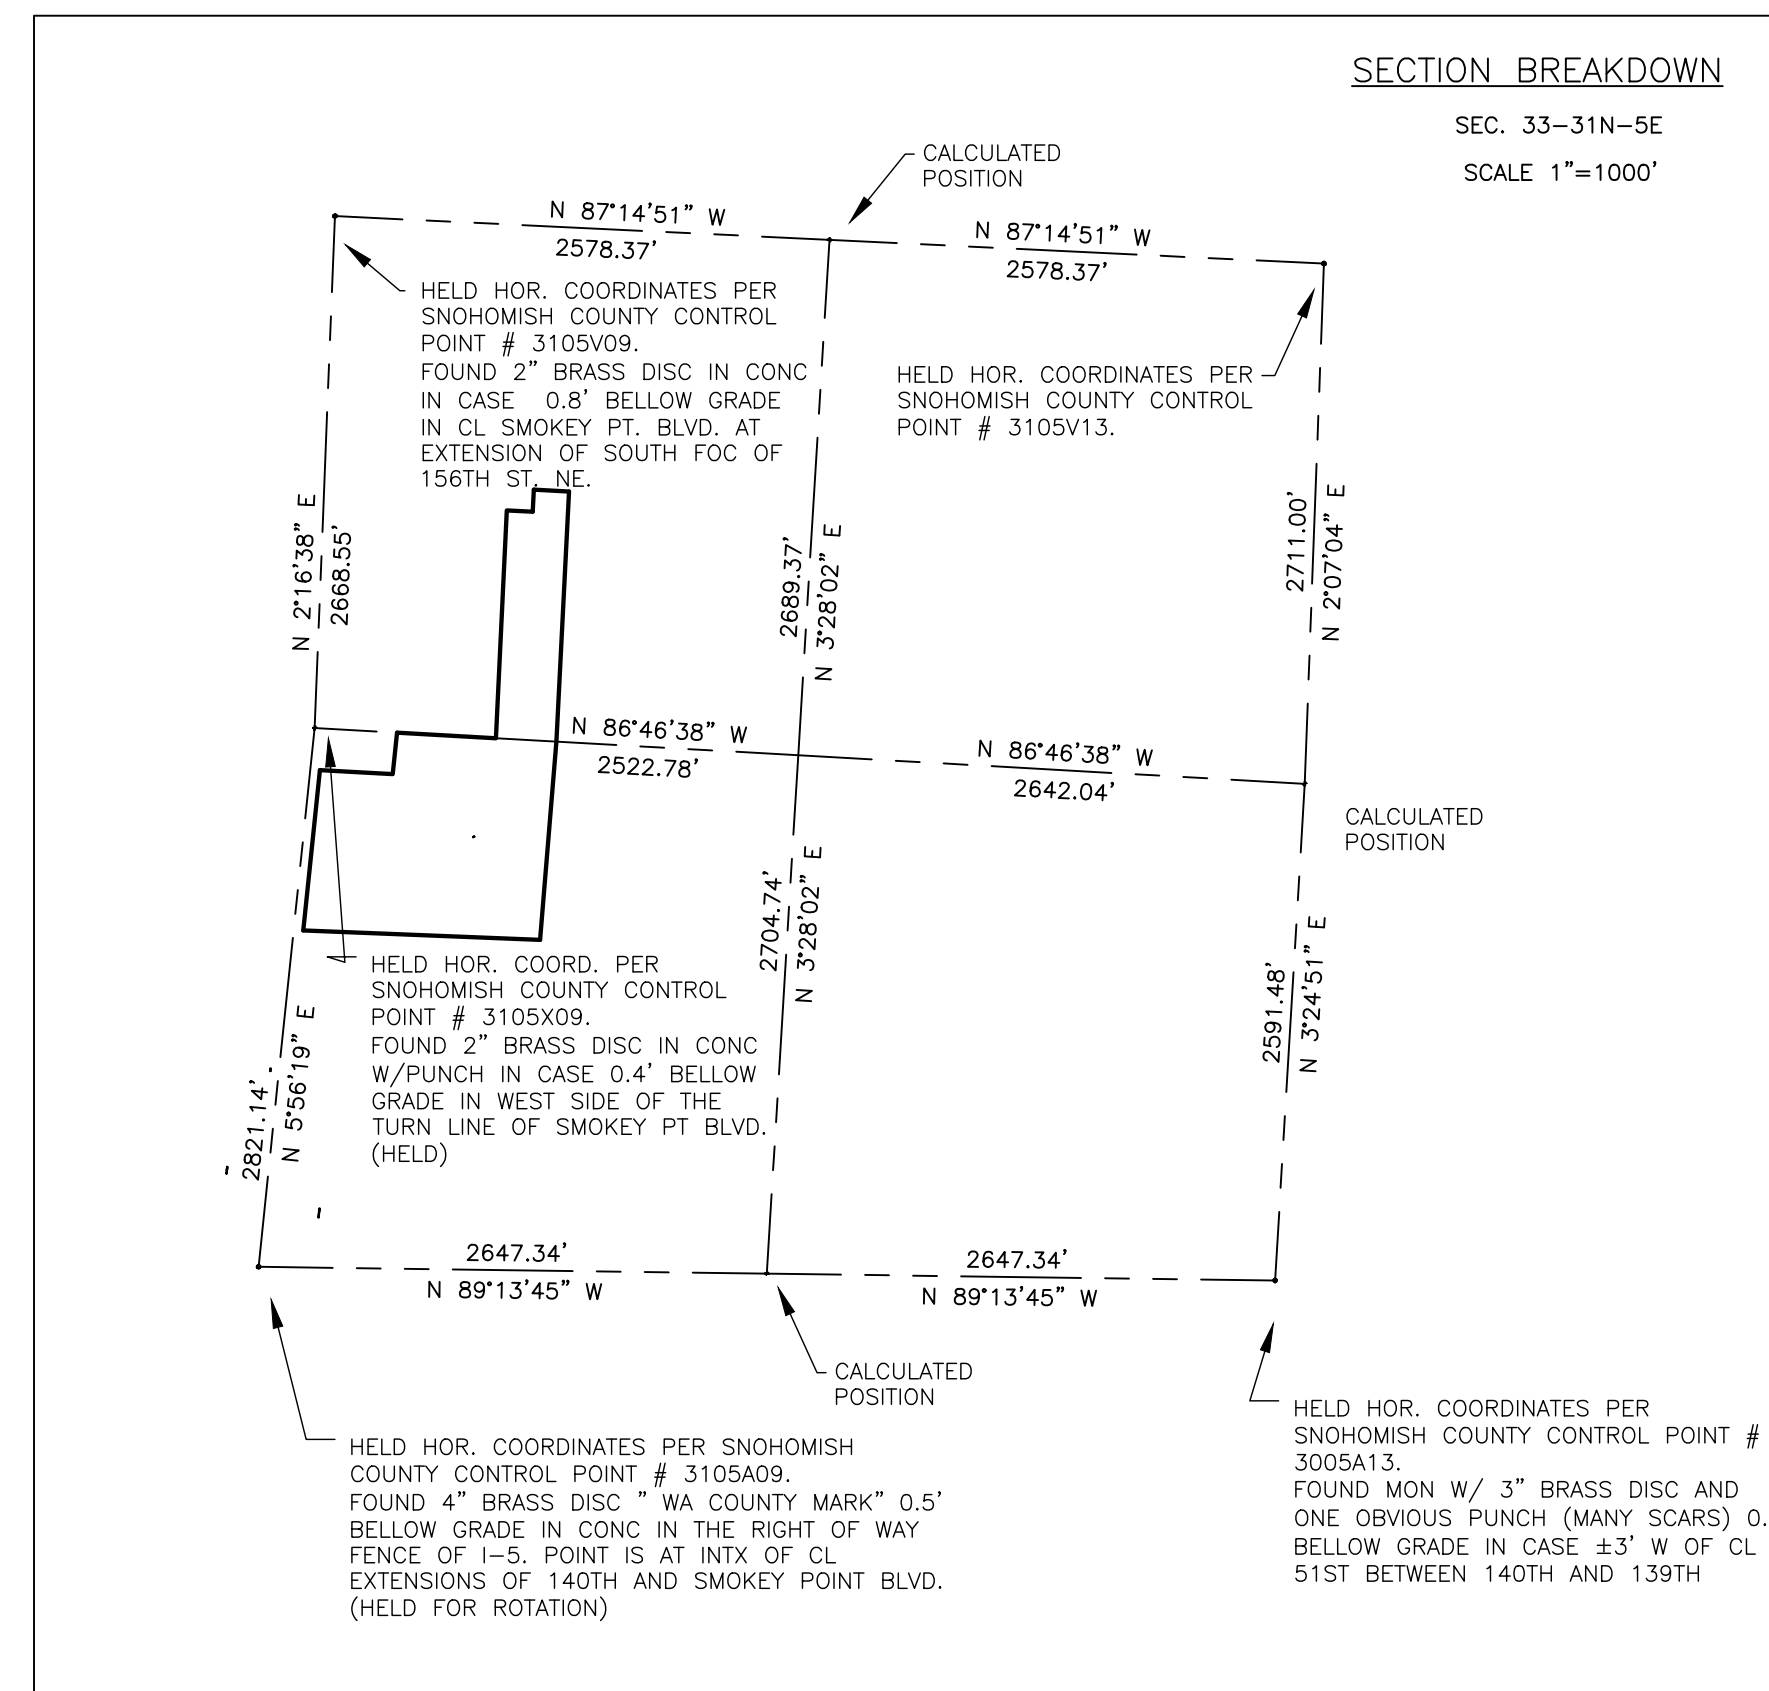 SECTION BREAKDOWN
SEC. 33-31N-5E
SCALE 1"=1000'
CALCULATED
POSITION
N 87°14'51" W
2578.37'
N 87°14'51" W
2578.37'
HELD HOR. COORDINATES PER
SNOHOMISH COUNTY CONTROL
POINT # 3105V09.
FOUND 2" BRASS DISC IN CONC
IN CASE 0.8' BELLOW GRADE
IN CL SMOKEY PT. BLVD. AT
EXTENSION OF SOUTH FOC OF
156TH ST. NE.
HELD HOR. COORDINATES PER
SNOHOMISH COUNTY CONTROL
POINT # 3105V13.
N 2°16'38" E
2668.55'
2689.37'
N 3°28'02" E
2711.00'
N 2°07'04" E
N 86°46'38" W
2522.78'
N 86°46'38" W
2642.04'
CALCULATED
POSITION
2704.74'
N 3°28'02" E
2591.48'
N 3°24'51" E
HELD HOR. COORD. PER
SNOHOMISH COUNTY CONTROL
POINT # 3105X09.
FOUND 2" BRASS DISC IN CONC
W/PUNCH IN CASE 0.4' BELLOW
GRADE IN WEST SIDE OF THE
TURN LINE OF SMOKEY PT BLVD.
(HELD)
2821.14'
N 5°56'19" E
2647.34'
N 89°13'45" W
2647.34'
N 89°13'45" W
CALCULATED
POSITION
HELD HOR. COORDINATES PER SNOHOMISH
COUNTY CONTROL POINT # 3105A09.
FOUND 4" BRASS DISC " WA COUNTY MARK" 0.5'
BELLOW GRADE IN CONC IN THE RIGHT OF WAY
FENCE OF I-5. POINT IS AT INTX OF CL
EXTENSIONS OF 140TH AND SMOKEY POINT BLVD.
(HELD FOR ROTATION)
HELD HOR. COORDINATES PER
SNOHOMISH COUNTY CONTROL POINT #
3005A13.
FOUND MON W/ 3" BRASS DISC AND
ONE OBVIOUS PUNCH (MANY SCARS) 0.
BELLOW GRADE IN CASE ±3' W OF CL
51ST BETWEEN 140TH AND 139TH